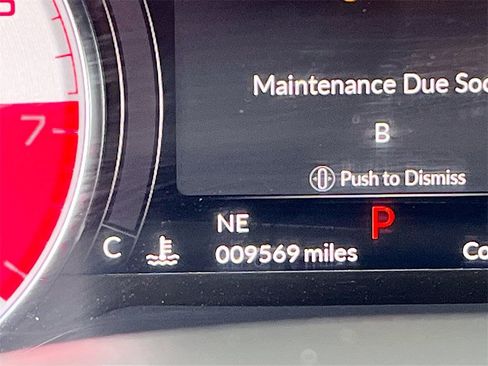 7
Maintenance Due Soo
B
Push to Dismiss
NE
P
C
009569 miles
Co